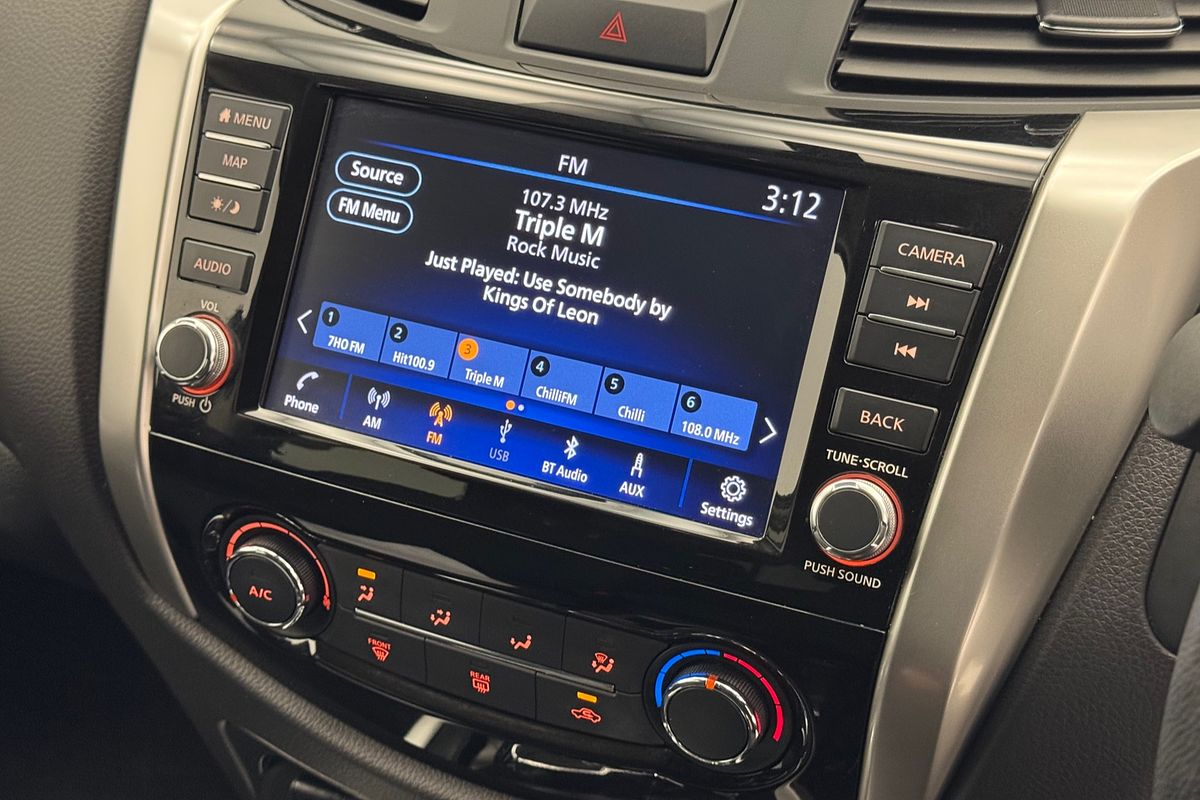 MENU
MAP
AUDIO
VOL
PUSH
FM
3:12
Source
FM Menu
107.3 MHz
Triple M
Rock Music
Just Played: Use Somebody by
Kings Of Leon
1 7HO FM
2 Hit100.9
3 Triple M
4 ChilliFM
5 Chilli
6 108.0 MHz
Phone
AM
FM
USB
BT Audio
AUX
Settings
CAMERA
BACK
TUNE·SCROLL
PUSH SOUND
A/C
FRONT
REAR